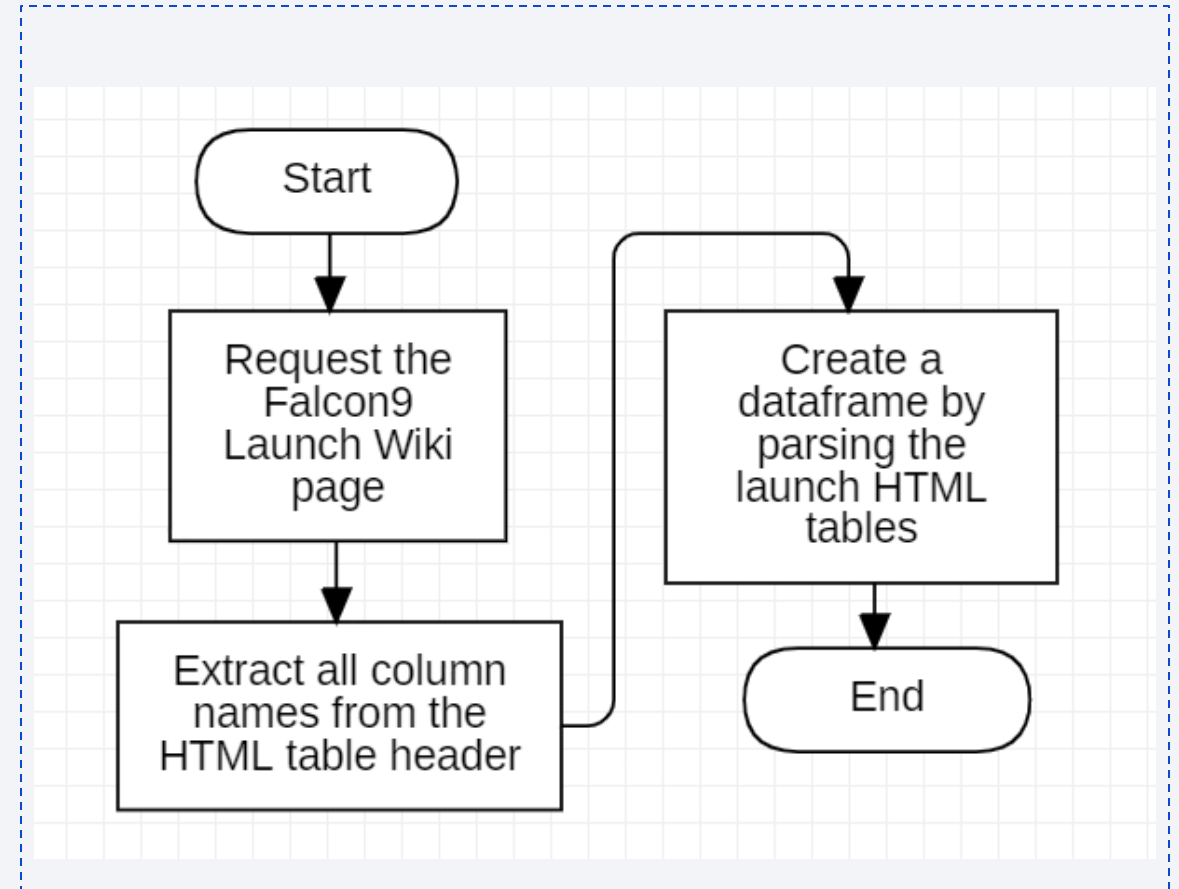 Start
Request the
Falcon9
Launch Wiki
page
Extract all column
names from the
HTML table header
Create a
dataframe by
parsing the
launch HTML
tables
End